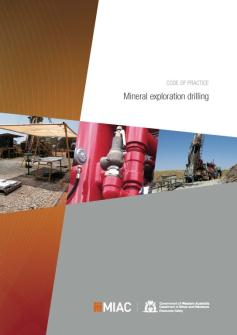 CODE OF PRACTICE
Mineral exploration drilling
MIAC
Government of Western Australia
Department of Mines and Petroleum
Resources Safety